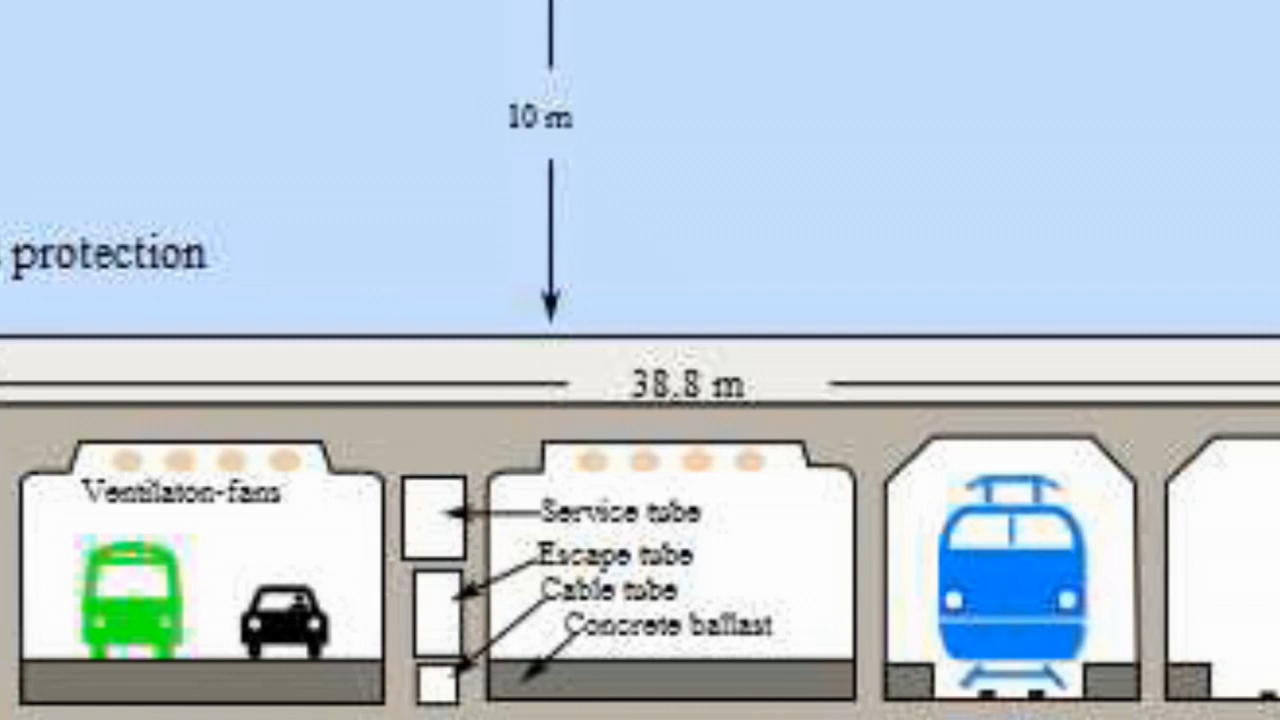 10 m
protection
38.8 m
Ventilaton-fans
Service tube
Escape tube
Cable tube
Concrete ballast